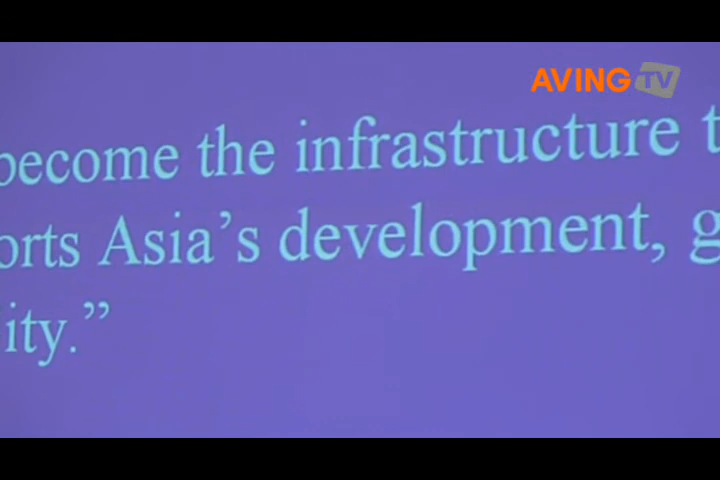 AVING TV
become the infrastructure t
orts Asia's development, g
ity.”